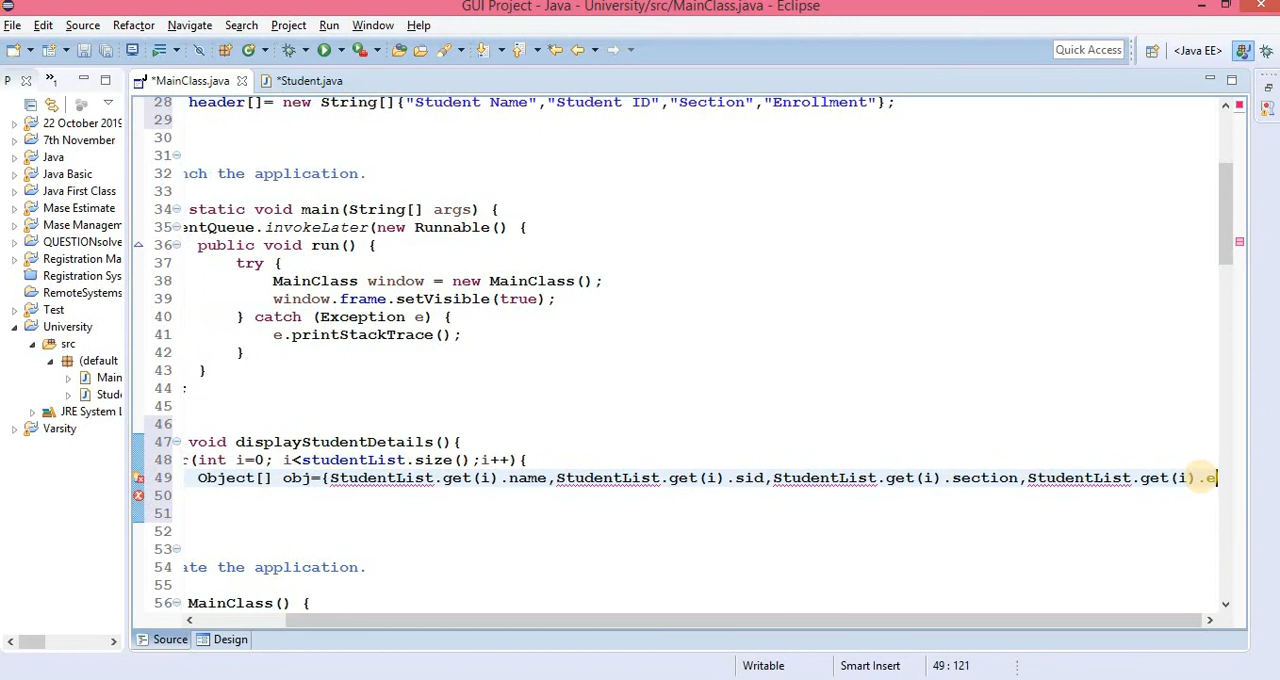 GUI Project - Java - University/src/MainClass.java - Eclipse
File Edit Source Refactor Navigate Search Project Run Window Help
Quick Access <Java EE>
P 1 *MainClass.java *Student.java
22 October 2019
7th November
Java
Java Basic
Java First Class
Mase Estimate
Mase Managem
QUESTIONsolve
Registration Ma
Registration Sys
RemoteSystems
Test
University
src
(default
Main
Stud
JRE System L
Varsity
28 header[]= new String[]{"Student Name","Student ID","Section","Enrollment"};
29
30
31
32 nch the application.
33
34 static void main(String[] args) {
35 entQueue.invokeLater(new Runnable() {
36 public void run() {
37 try {
38 MainClass window = new MainClass();
39 window.frame.setVisible(true);
40 } catch (Exception e) {
41 e.printStackTrace();
42 }
43 }
44 ;
45
46
47 void displayStudentDetails(){
48 r(int i=0; i<studentList.size();i++){
49 Object[] obj={StudentList.get(i).name,StudentList.get(i).sid,StudentList.get(i).section,StudentList.get(i).e
50
51
52
53
54 ate the application.
55
56 MainClass() {
Source Design
Writable Smart Insert 49 : 121